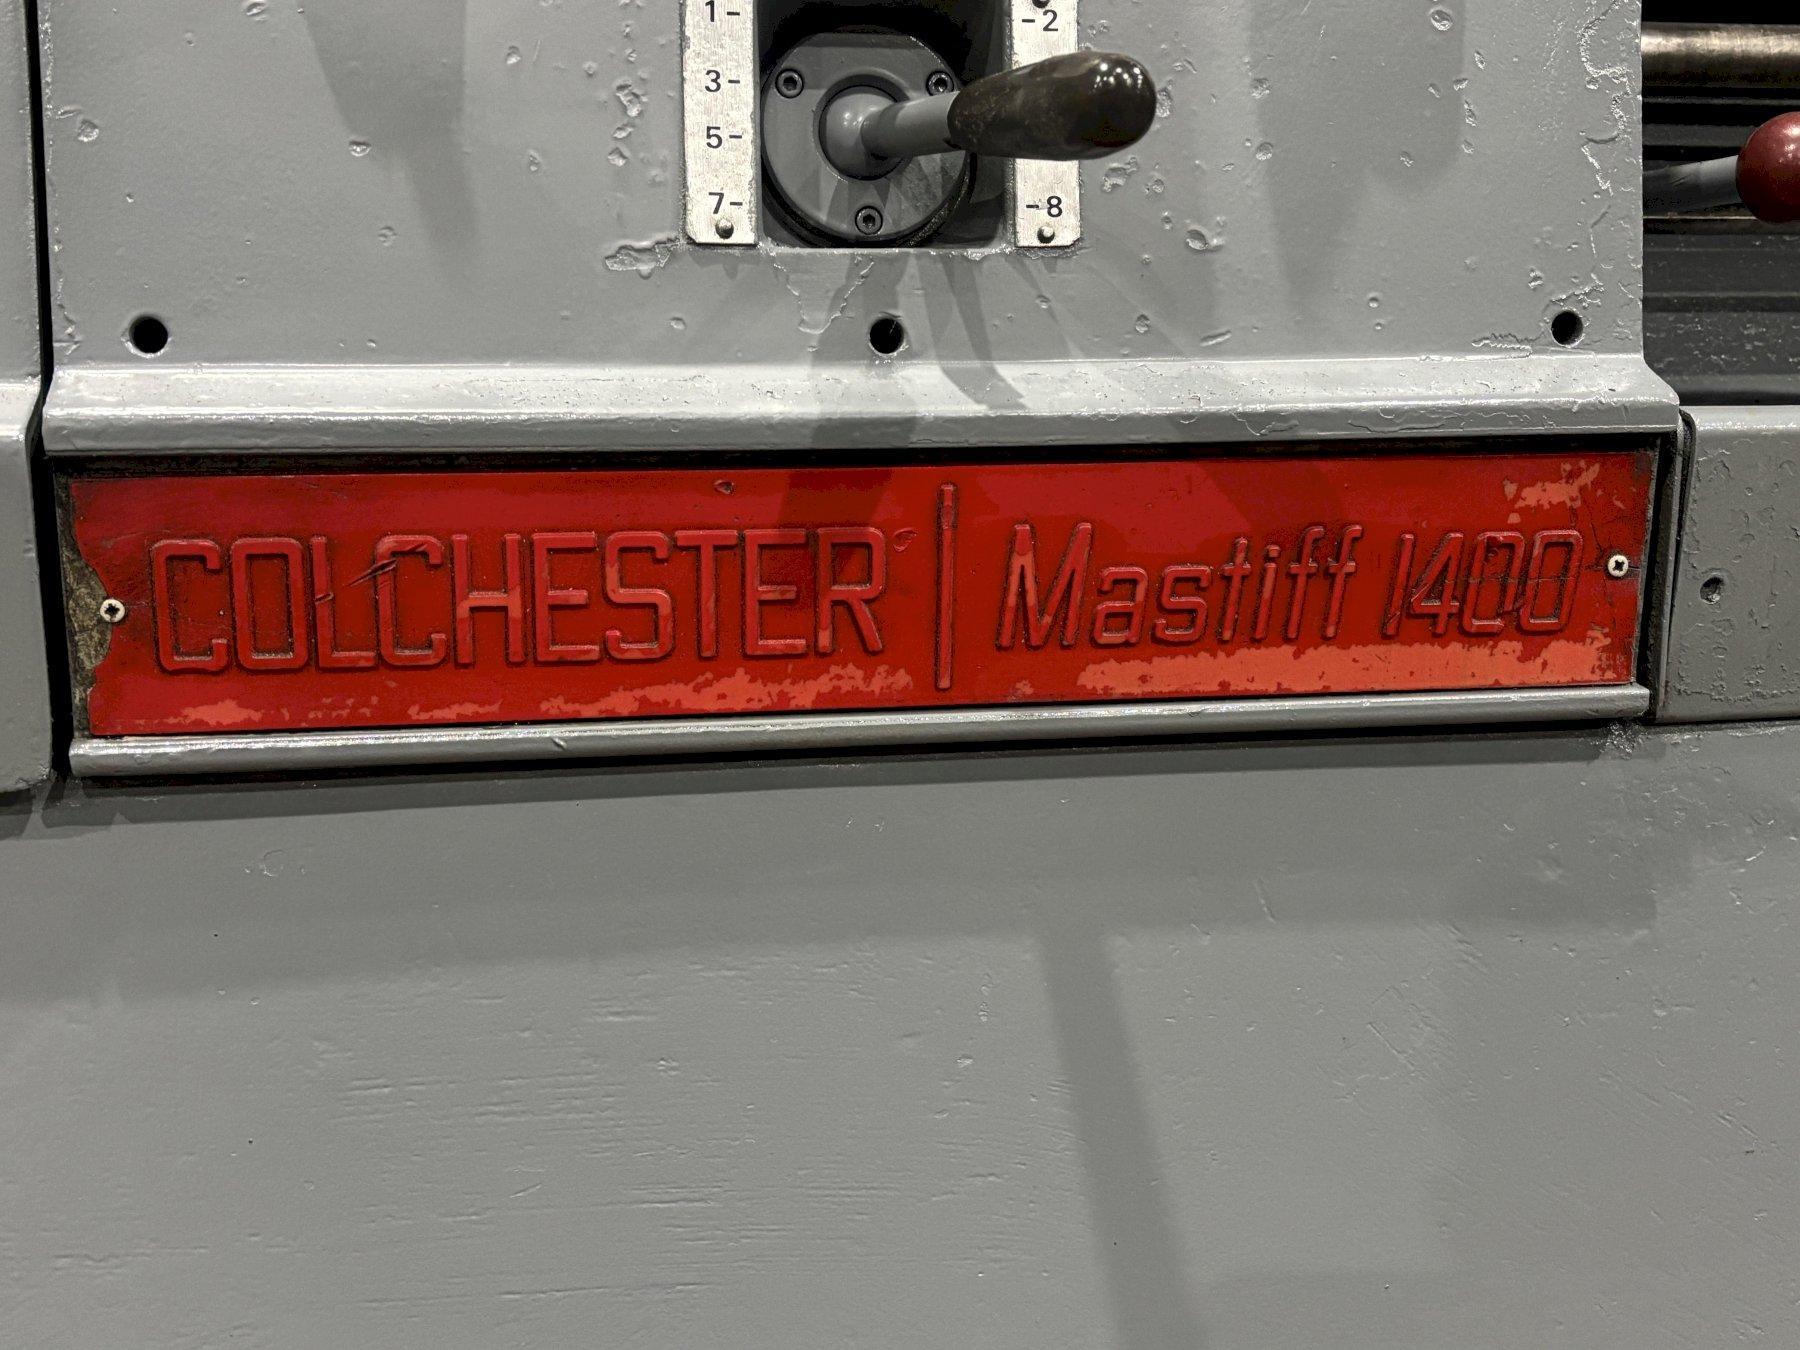 1- -2
3-
5-
7- -8
COLCHESTER | Mastiff 1400